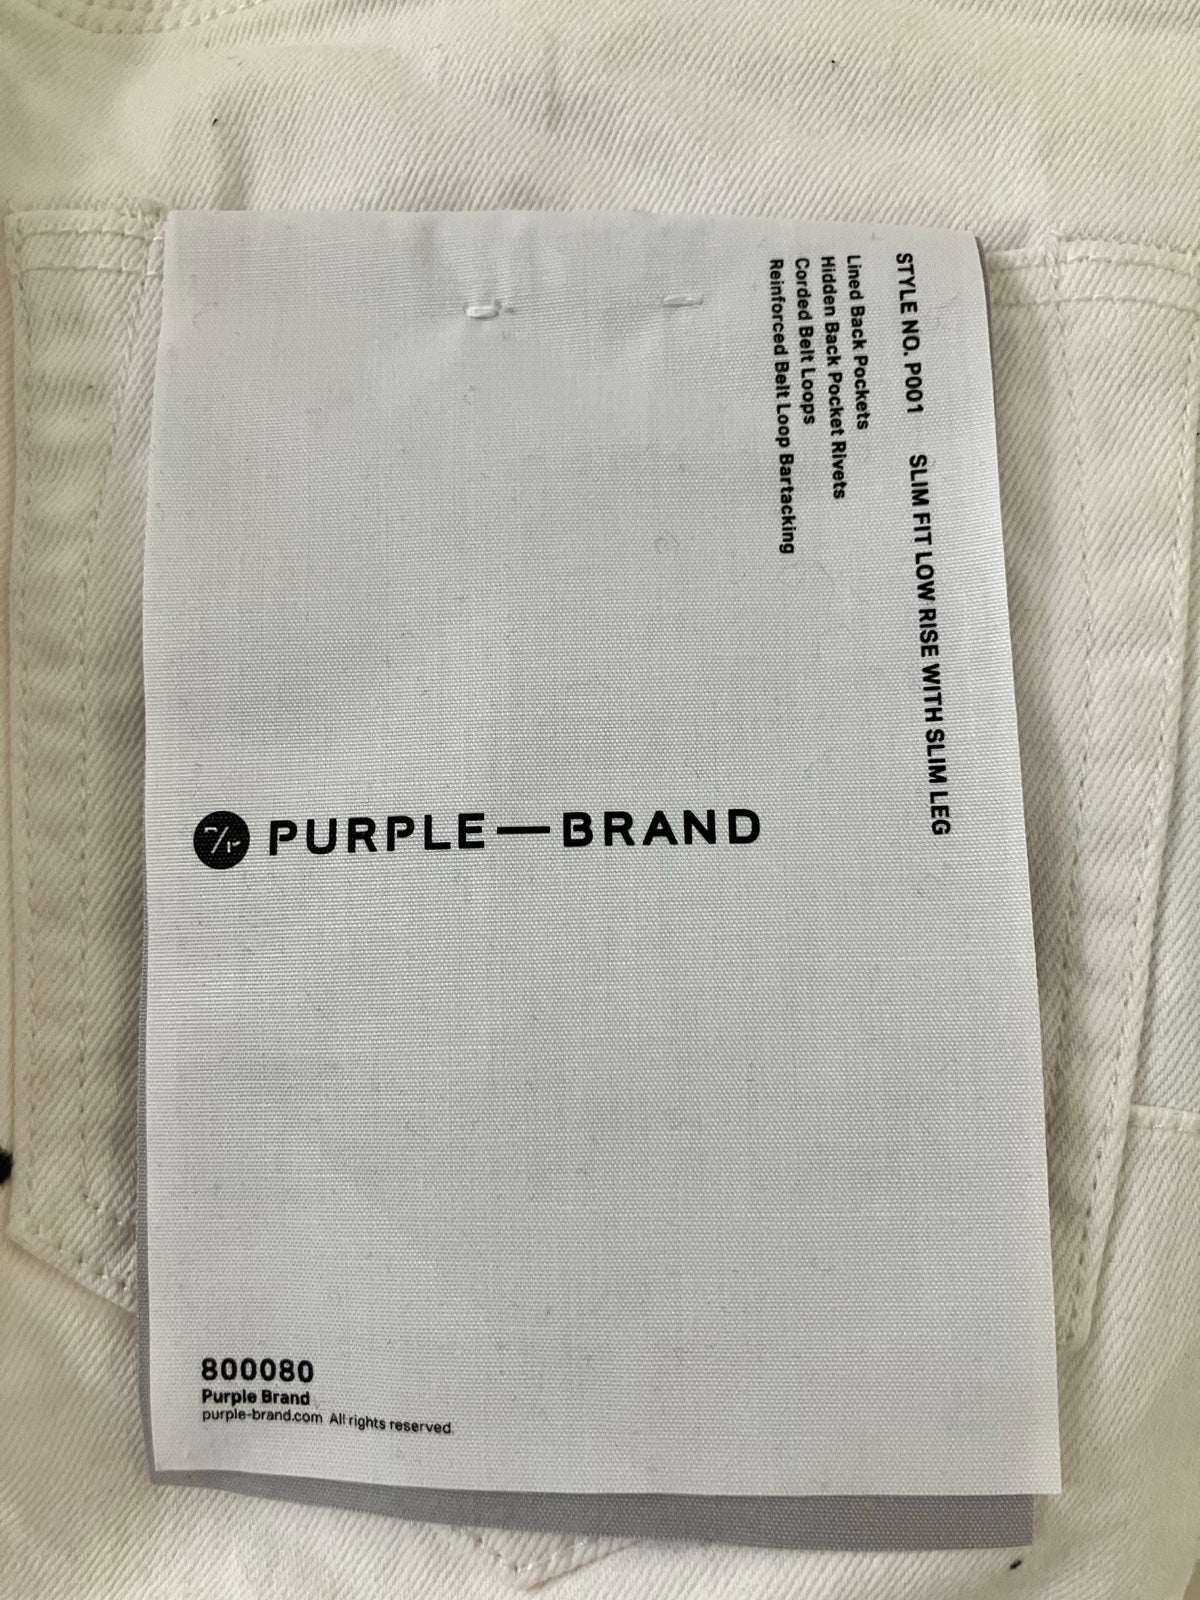 STYLE NO. P001 SLIM FIT LOW RISE WITH SLIM LEG
Lined Back Pockets
Hidden Back Pocket Rivets
Corded Belt Loops
Reinforced Belt Loop Bartacking
PURPLE—BRAND
800080
Purple Brand
purple-brand.com All rights reserved.